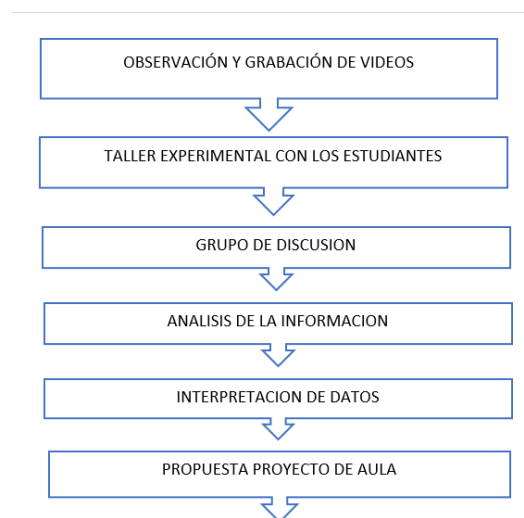 OBSERVACIÓN Y GRABACIÓN DE VIDEOS
TALLER EXPERIMENTAL CON LOS ESTUDIANTES
GRUPO DE DISCUSION
ANALISIS DE LA INFORMACION
INTERPRETACION DE DATOS
PROPUESTA PROYECTO DE AULA